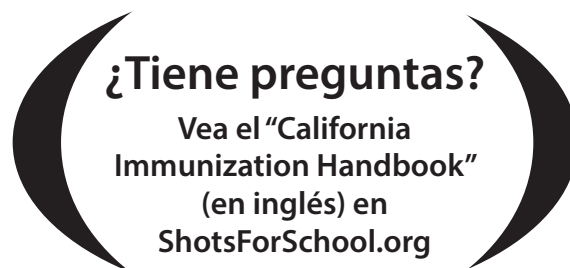 ¿Tiene preguntas?
Vea el “California
Immunization Handbook”
(en inglés) en
ShotsForSchool.org